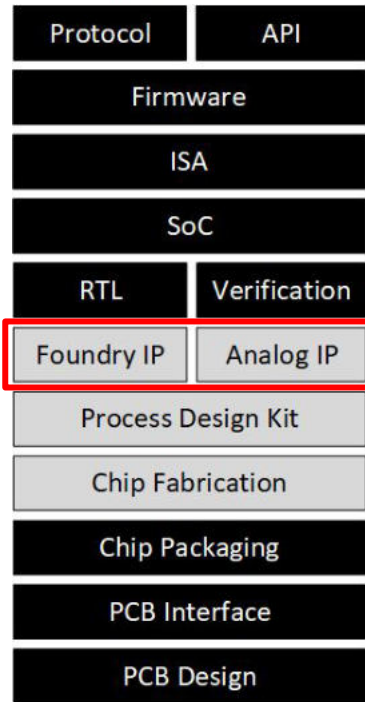 Protocol API
Firmware
ISA
SoC
RTL Verification
Foundry IP Analog IP
Process Design Kit
Chip Fabrication
Chip Packaging
PCB Interface
PCB Design